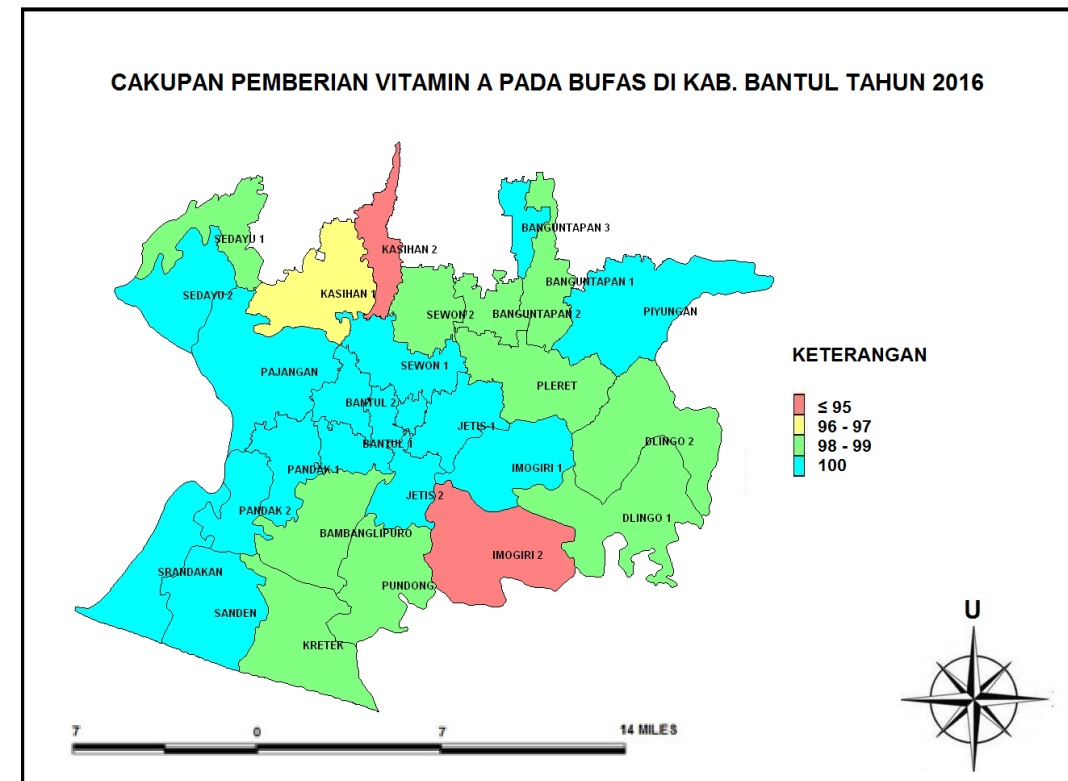 CAKUPAN PEMBERIAN VITAMIN A PADA BUFAS DI KAB. BANTUL TAHUN 2016
BANGUNTAPAN 3
SEDAYU 1
KASIHAN 2
BANGUNTAPAN 1
SEDAYU 2
KASIHAN 1
PIYUNGAN
SEWON 2
BANGUNTAPAN 2
KETERANGAN
≤ 95
96 - 97
98 - 99
100
SEWON 1
PAJANGAN
PLERET
BANTUL 2
JETIS 1
BANTUL 1
DLINGO 2
PANDAK 1
IMOGIRI 1
JETIS 2
PANDAK 2
DLINGO 1
BAMBANGLIPURO
IMOGIRI 2
SRANDAKAN
PUNDONG
SANDEN
KRETEK
U
7 0 7 14 MILES